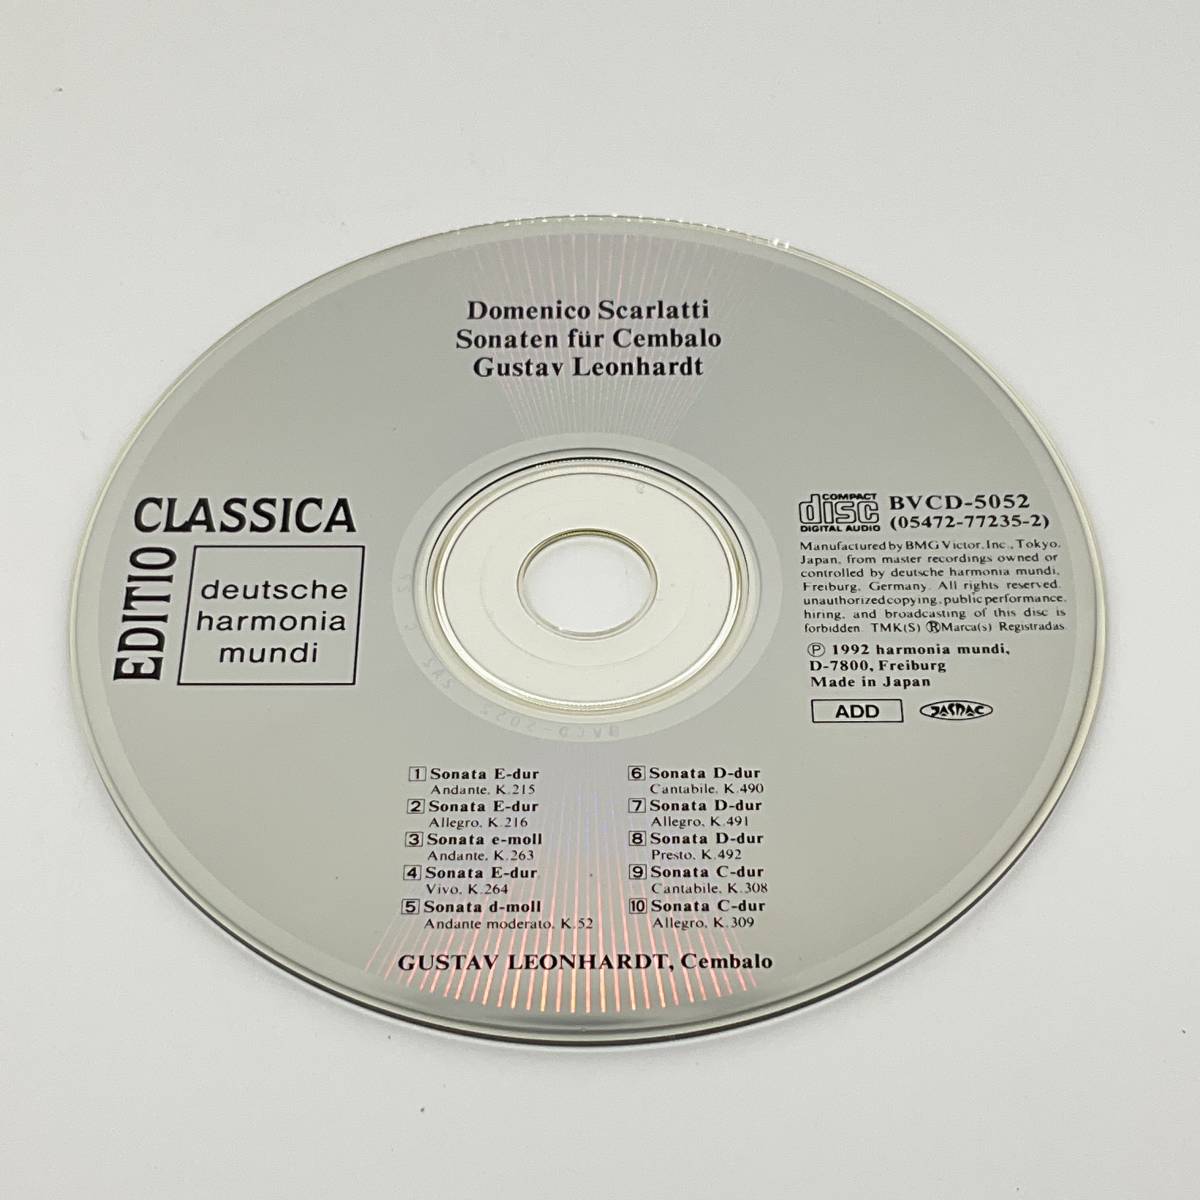 Domenico Scarlatti
Sonaten für Cembalo
Gustav Leonhardt
EDITIO
CLASSICA
deutsche
harmonia
mundi
COMPACT
disc
DIGITAL AUDIO
BVCD-5052
(05472-77235-2)
Manufactured by BMG Victor, Inc., Tokyo,
Japan, from master recordings owned or
controlled by deutsche harmonia mundi,
Freiburg, Germany. All rights reserved.
unauthorized copying, public performance,
hiring, and broadcasting of this disc is
forbidden. TMK(S) ®Marca(s) Registradas
Ⓟ 1992 harmonia mundi,
D-7800, Freiburg
Made in Japan
ADD
JASRAC
1 Sonata E-dur
Andante, K.215
2 Sonata E-dur
Allegro, K.216
3 Sonata e-moll
Andante, K.263
4 Sonata E-dur
Vivo, K.264
5 Sonata d-moll
Andante moderato, K.52
6 Sonata D-dur
Cantabile, K.490
7 Sonata D-dur
Allegro, K.491
8 Sonata D-dur
Presto, K.492
9 Sonata C-dur
Cantabile, K.308
10 Sonata C-dur
Allegro, K.309
GUSTAV LEONHARDT, Cembalo